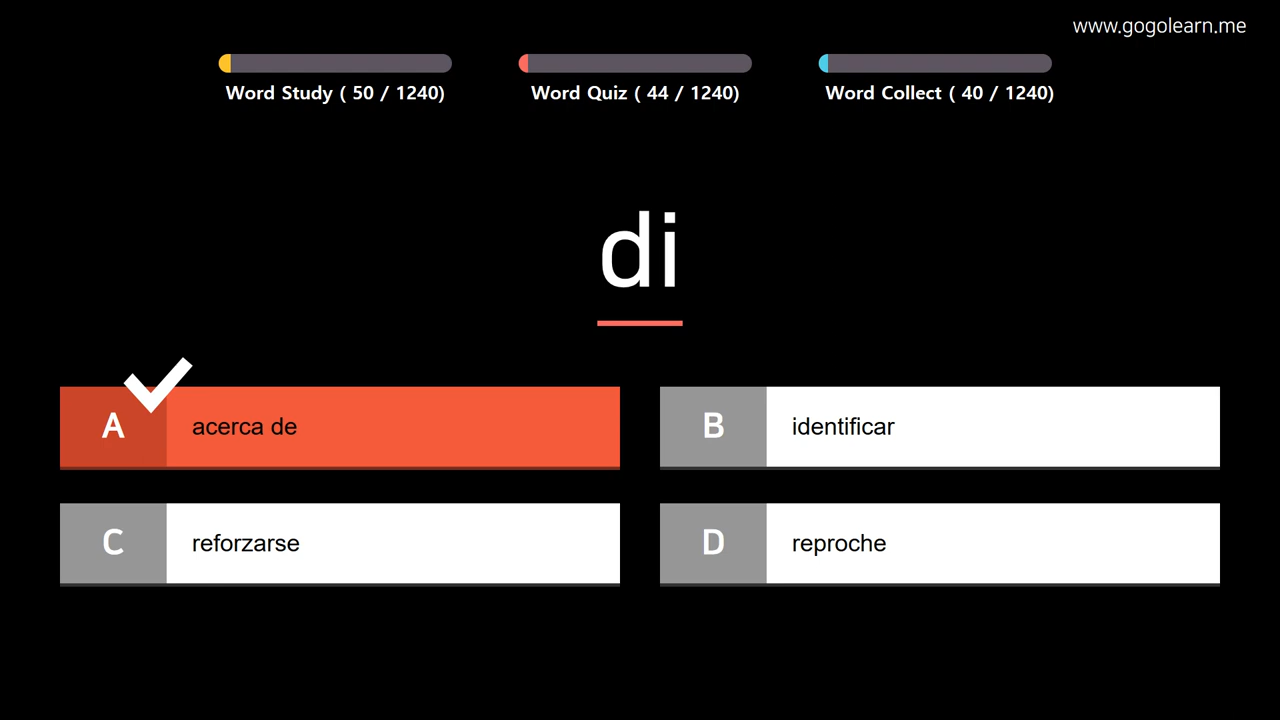 www.gogolearn.me
Word Study ( 50 / 1240)
Word Quiz ( 44 / 1240)
Word Collect ( 40 / 1240)
di
A
acerca de
B
identificar
C
reforzarse
D
reproche